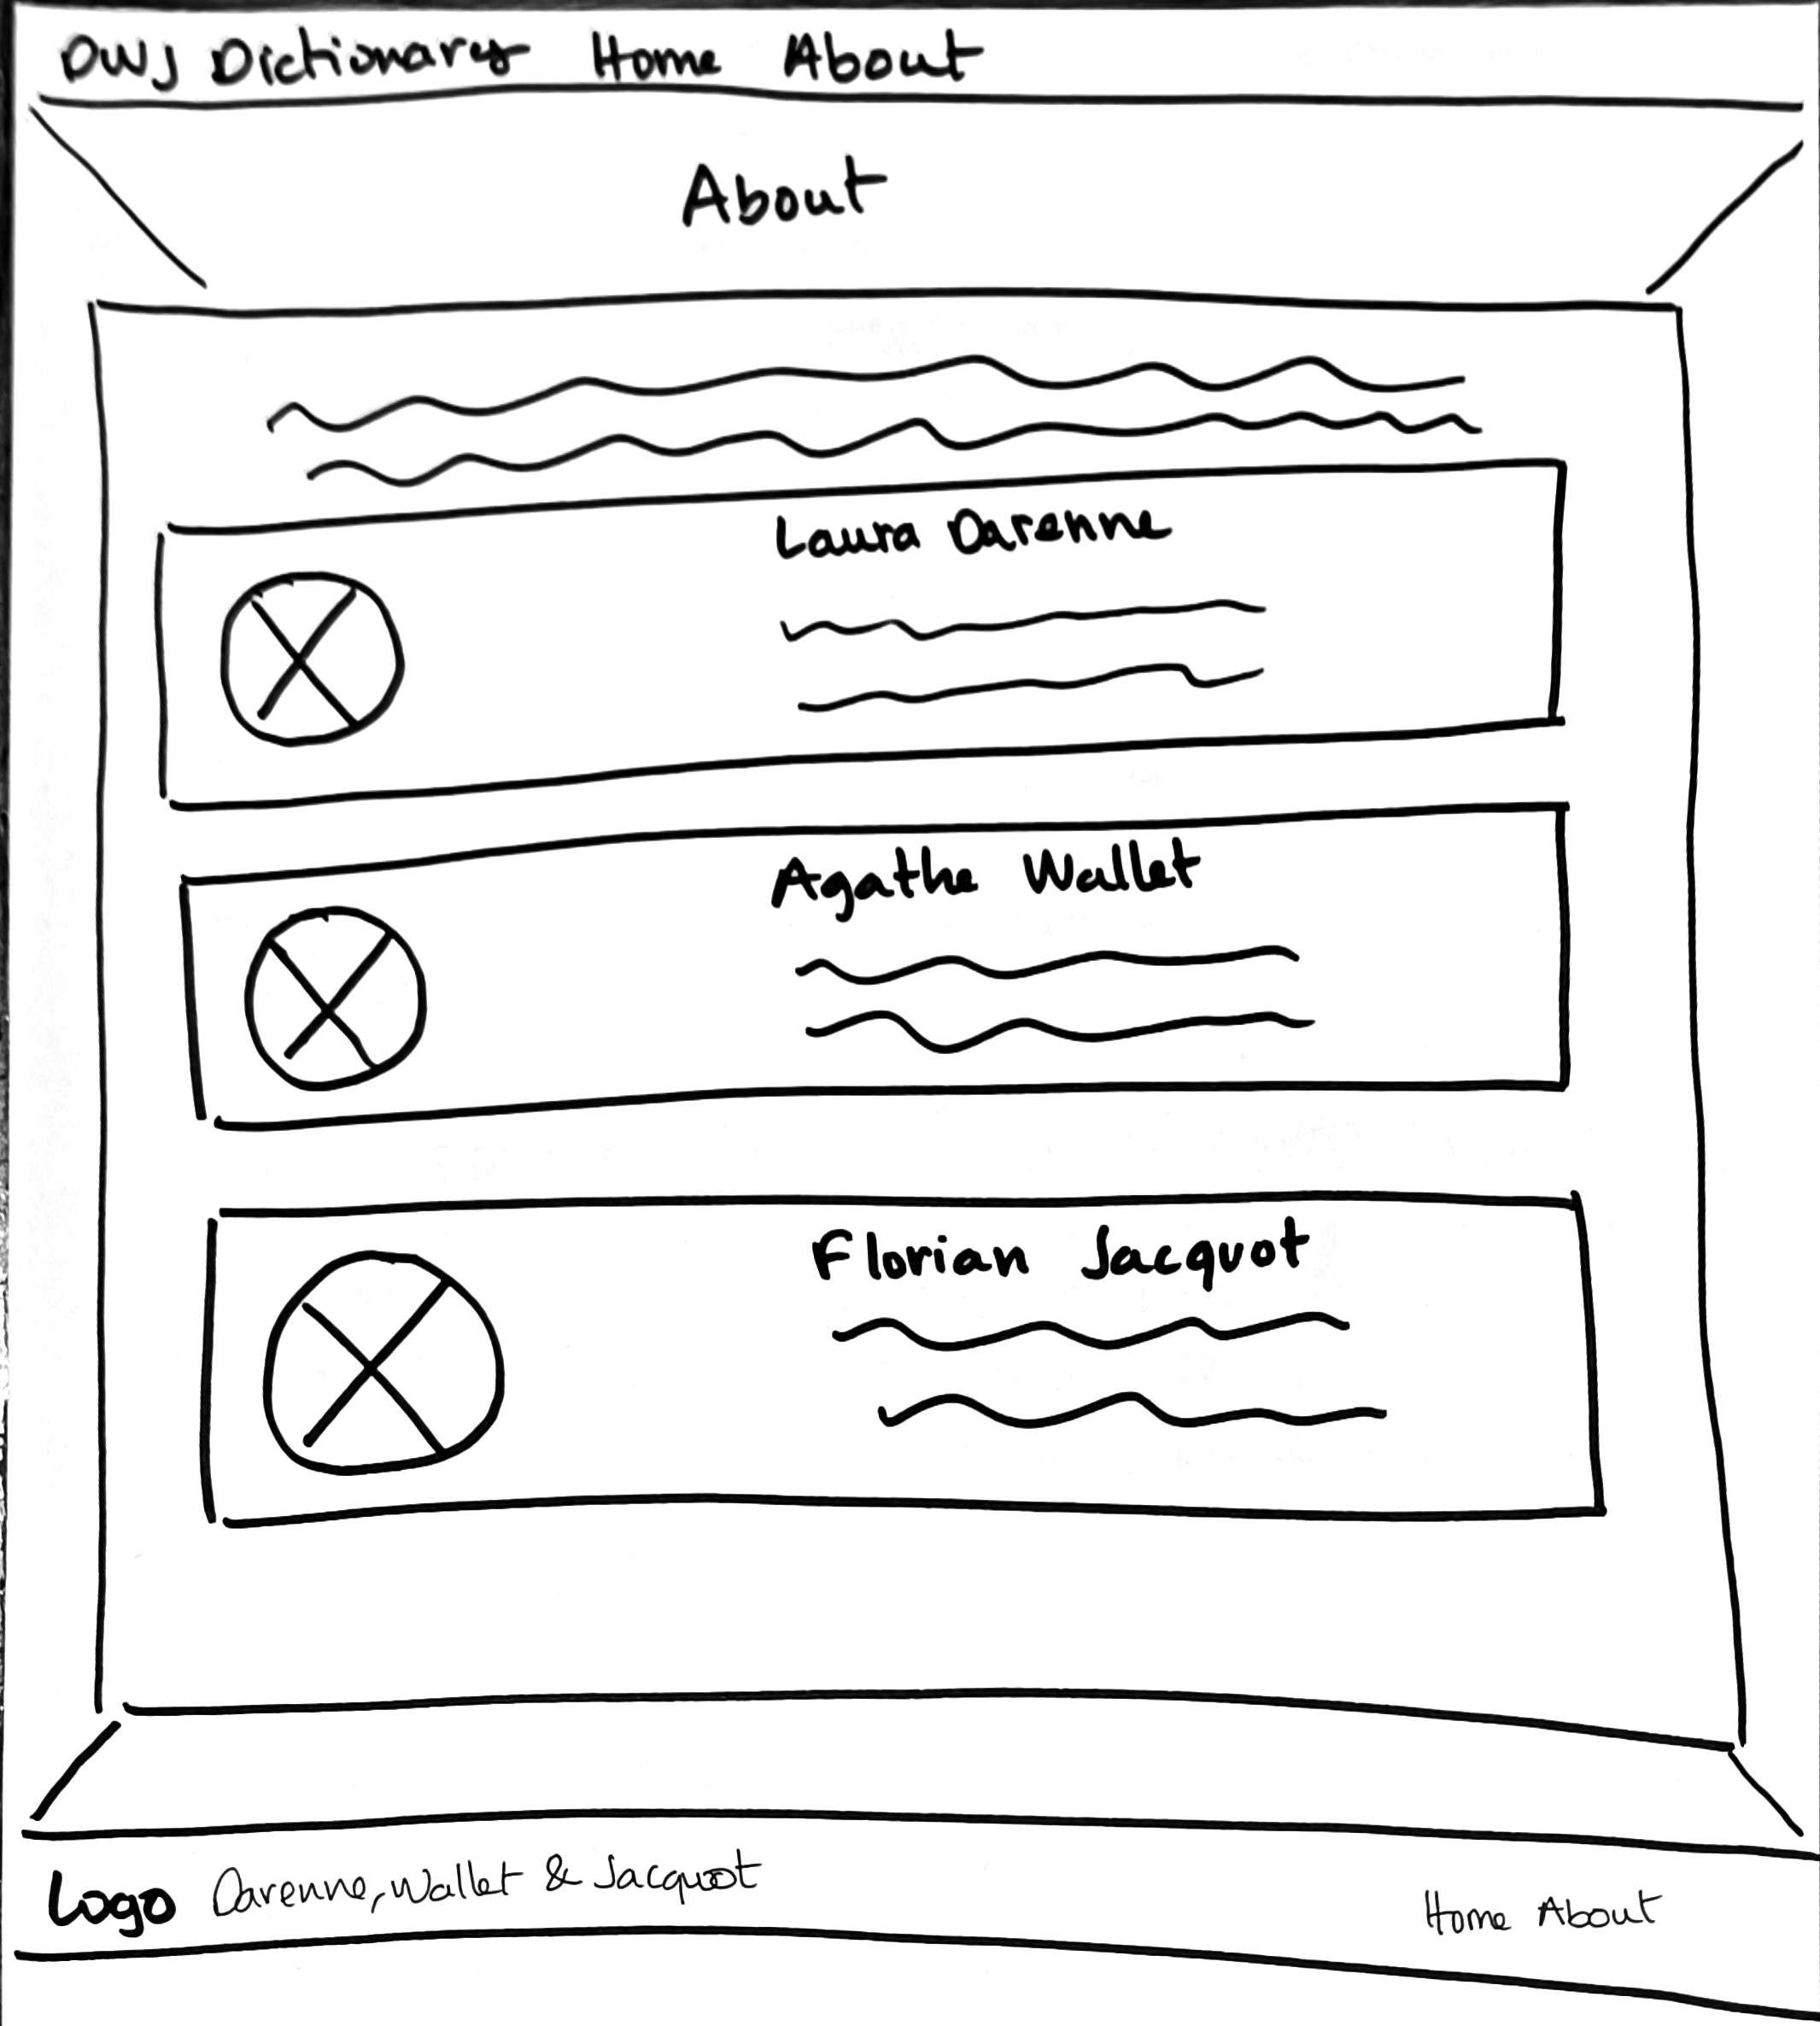 DWJ Dictionary Home About
About
Laura Darenne
Agathe Wallet
Florian Jacquot
Logo Darenne, Wallet & Jacquot
Home About